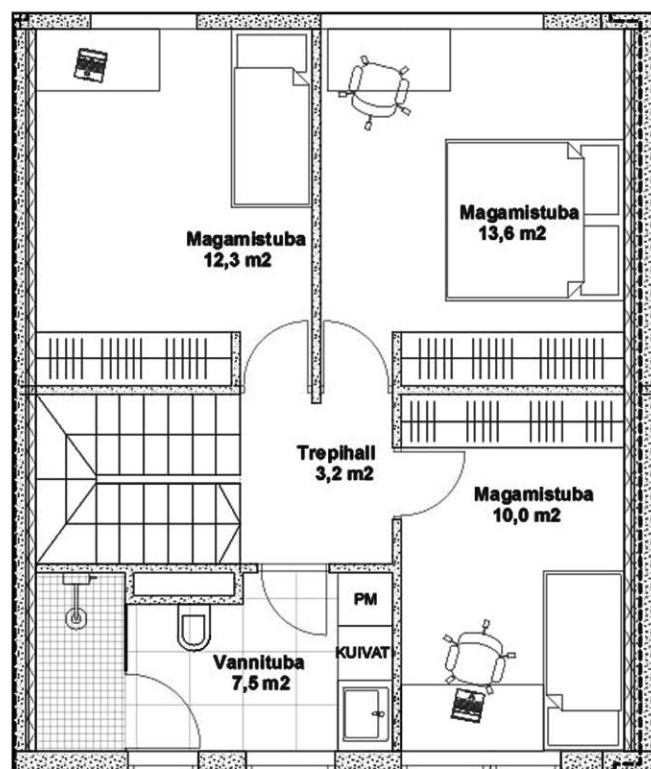 Magamistuba
12,3 m2
Magamistuba
13,6 m2
Trepihall
3,2 m2
Magamistuba
10,0 m2
PM
KUIVATI
Vannituba
7,5 m2